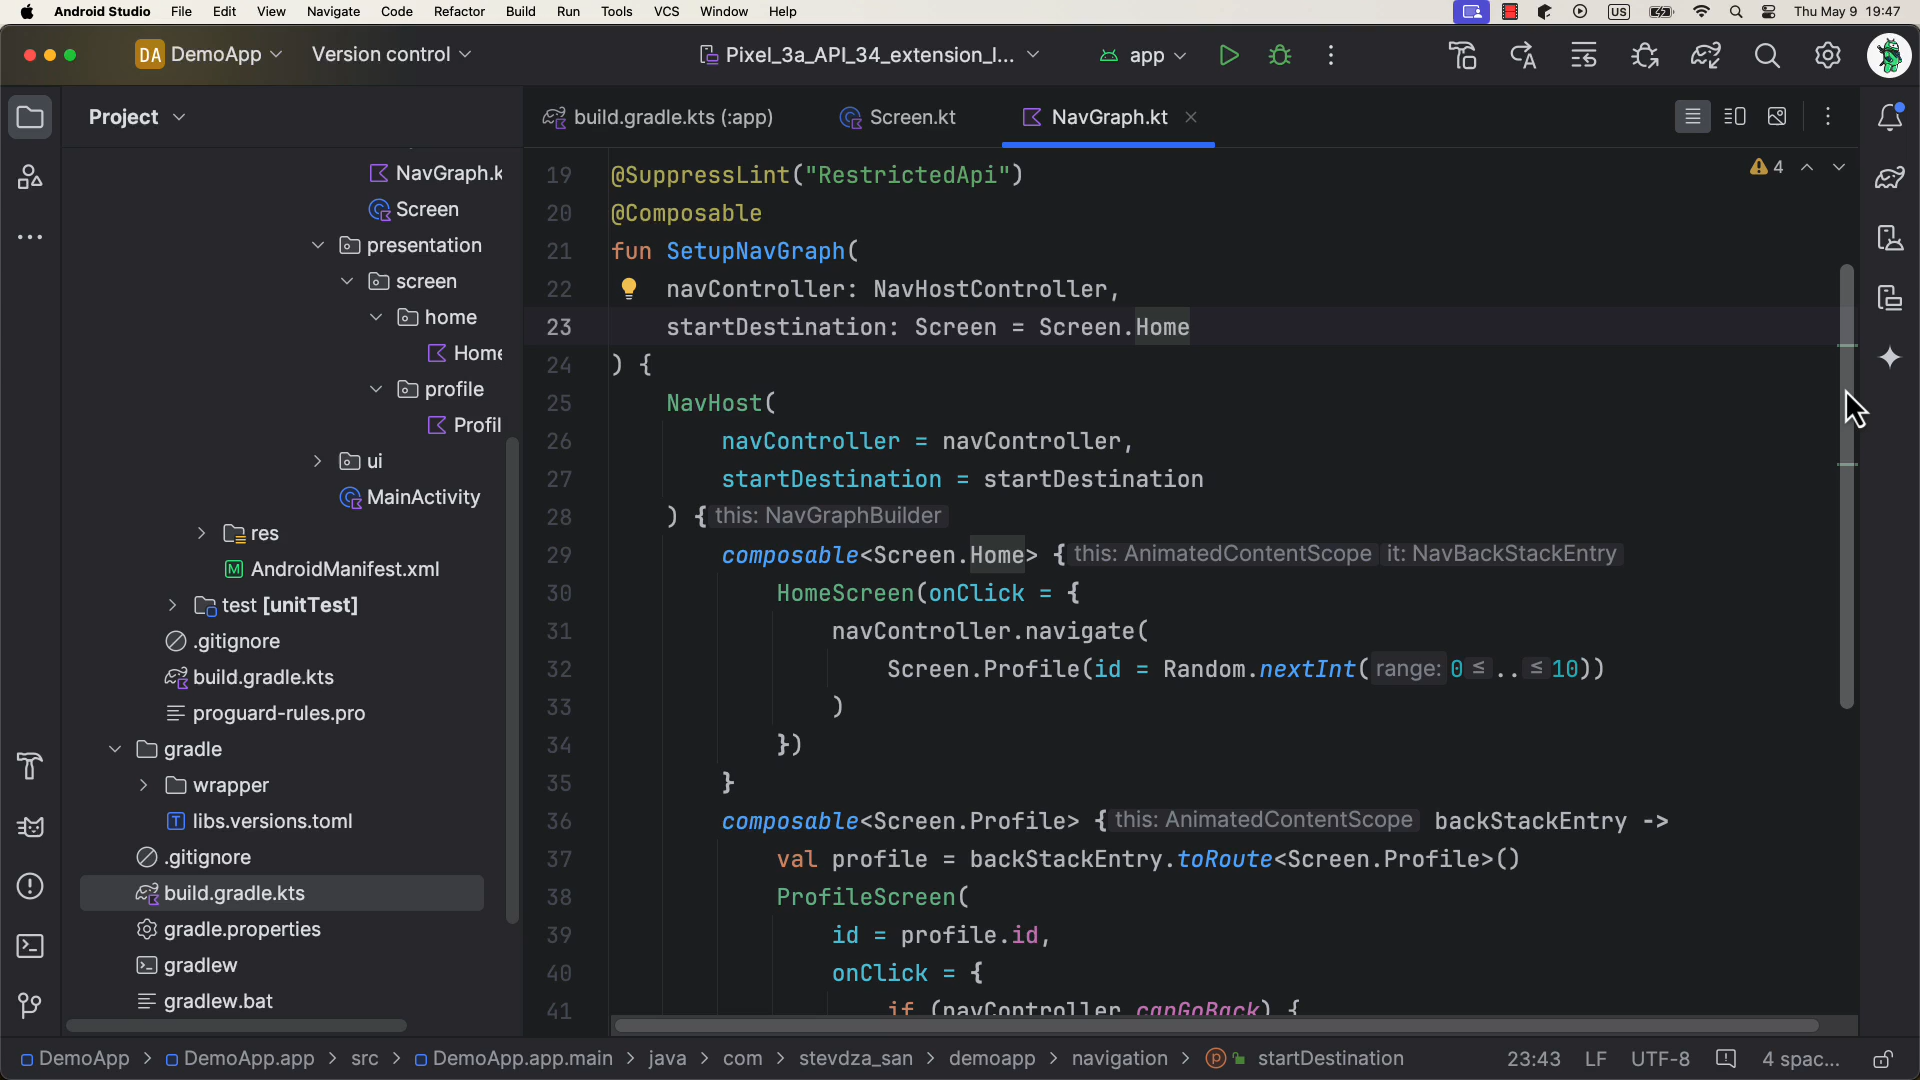 Android Studio File Edit View Navigate Code Refactor Build Run Tools VCS Window Help US Thu May 9 19:47
DA DemoApp Version control Pixel_3a_API_34_extension_l... app
Project
build.gradle.kts (:app) Screen.kt NavGraph.kt
NavGraph.k
Screen
presentation
screen
home
Home
profile
Profil
ui
MainActivity
res
AndroidManifest.xml
test [unitTest]
.gitignore
build.gradle.kts
proguard-rules.pro
gradle
wrapper
libs.versions.toml
.gitignore
build.gradle.kts
gradle.properties
gradlew
gradlew.bat
4
19 @SuppressLint("RestrictedApi")
20 @Composable
21 fun SetupNavGraph(
22 navController: NavHostController,
23 startDestination: Screen = Screen.Home
24 ) {
25 NavHost(
26 navController = navController,
27 startDestination = startDestination
28 ) { this: NavGraphBuilder
29 composable<Screen.Home> { this: AnimatedContentScope it: NavBackStackEntry
30 HomeScreen(onClick = {
31 navController.navigate(
32 Screen.Profile(id = Random.nextInt( range: 0 ≤ .. ≤ 10))
33 )
34 })
35 }
36 composable<Screen.Profile> { this: AnimatedContentScope backStackEntry ->
37 val profile = backStackEntry.toRoute<Screen.Profile>()
38 ProfileScreen(
39 id = profile.id,
40 onClick = {
41 if (navController.canGoBack) {
DemoApp > DemoApp.app > src > DemoApp.app.main > java > com > stevdza_san > demoapp > navigation > startDestination 23:43 LF UTF-8 4 spac...